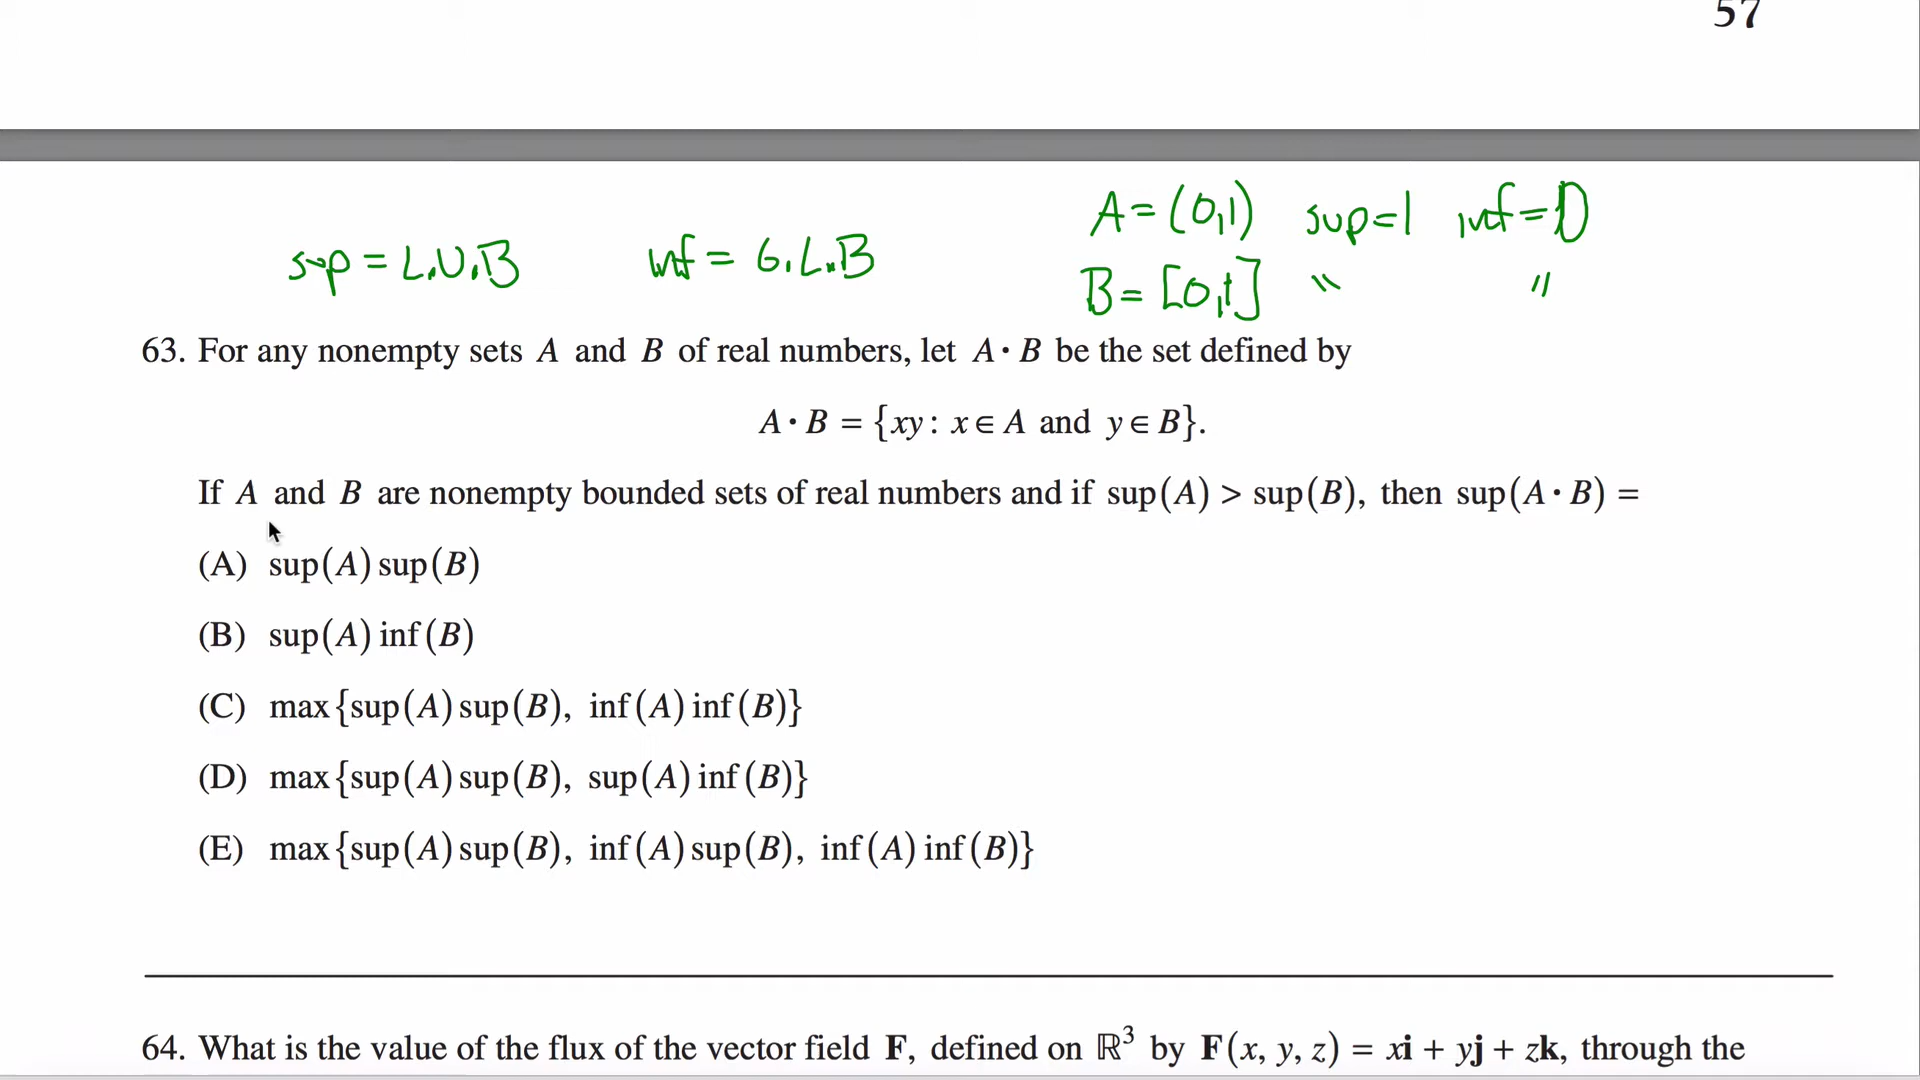 57
A = (0,1) sup=1 inf=0
sup = L.U.B inf = G.L.B
B = [0,1] " "
63. For any nonempty sets A and B of real numbers, let A • B be the set defined by
A • B = {xy: x ∈ A and y ∈ B}.
If A and B are nonempty bounded sets of real numbers and if sup(A) > sup(B), then sup(A • B) =
(A) sup(A) sup(B)
(B) sup(A) inf(B)
(C) max{sup(A) sup(B), inf(A) inf(B)}
(D) max{sup(A) sup(B), sup(A) inf(B)}
(E) max{sup(A) sup(B), inf(A) sup(B), inf(A) inf(B)}
64. What is the value of the flux of the vector field F, defined on ℝ³ by F(x, y, z) = xi + yj + zk, through the